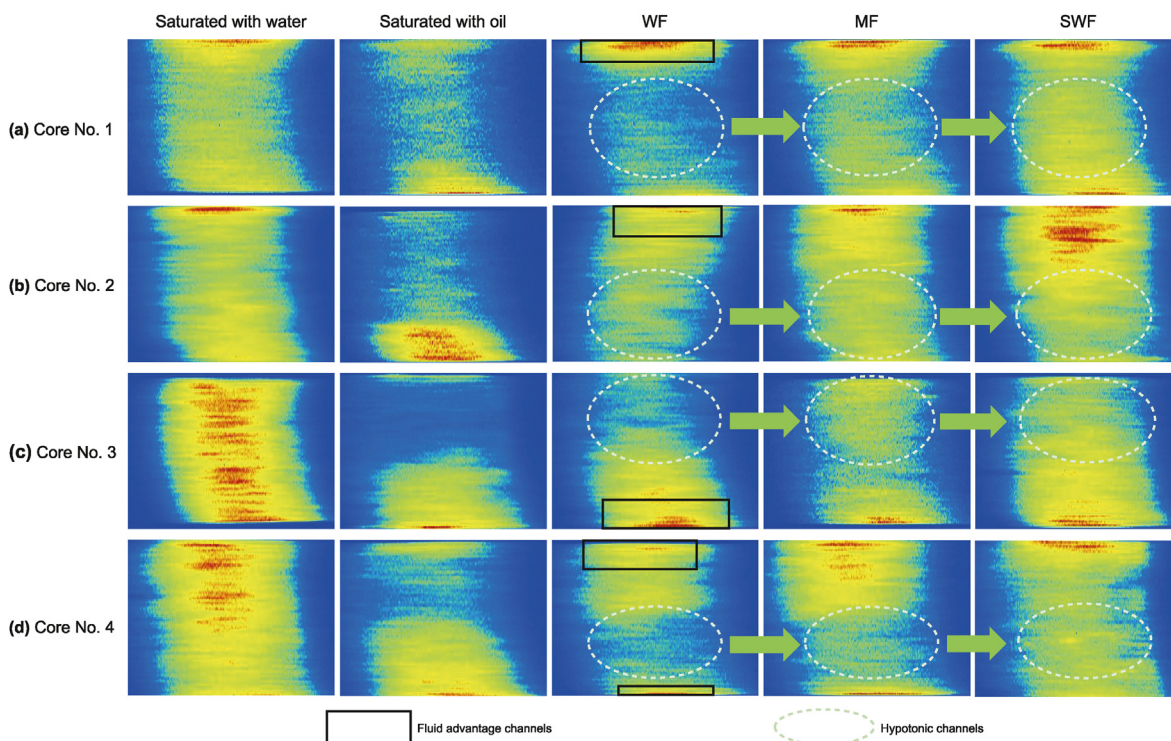 Saturated with water Saturated with oil WF MF SWF
(a) Core No. 1
(b) Core No. 2
(c) Core No. 3
(d) Core No. 4
Fluid advantage channels Hypotonic channels